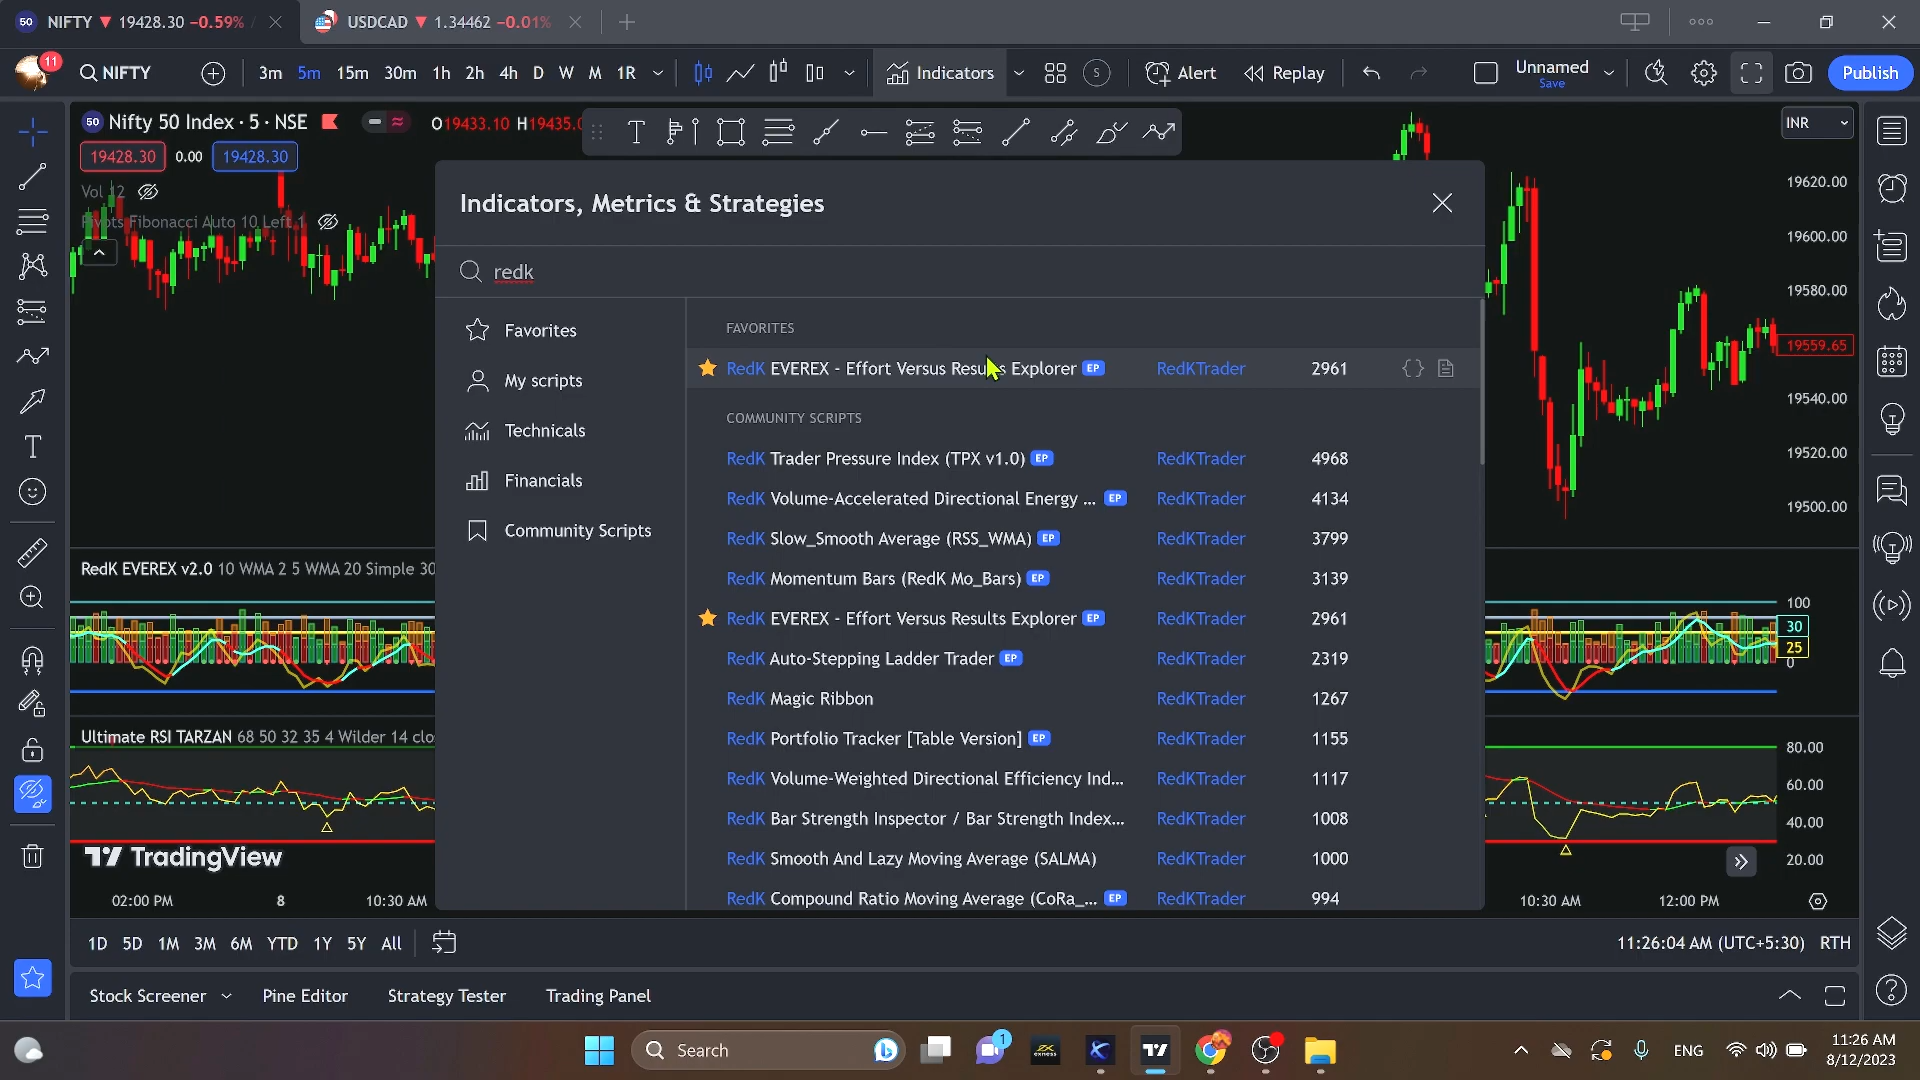 50 NIFTY ▼ 19428.30 −0.59% /
USDCAD ▼ 1.34462 −0.01%
11
NIFTY
3m 5m 15m 30m 1h 2h 4h D W M 1R
Indicators
S
Alert
Replay
Unnamed
Save
Publish
50 Nifty 50 Index · 5 · NSE
O19433.10 H19435.0
INR
19428.30 0.00 19428.30
Vol 12
Pivots Fibonacci Auto 10 Left 1
Indicators, Metrics & Strategies
redk
Favorites
My scripts
Technicals
Financials
Community Scripts
FAVORITES
RedK EVEREX - Effort Versus Results Explorer EP RedKTrader 2961
COMMUNITY SCRIPTS
RedK Trader Pressure Index (TPX v1.0) EP RedKTrader 4968
RedK Volume-Accelerated Directional Energy ... EP RedKTrader 4134
RedK Slow_Smooth Average (RSS_WMA) EP RedKTrader 3799
RedK Momentum Bars (RedK Mo_Bars) EP RedKTrader 3139
RedK EVEREX - Effort Versus Results Explorer EP RedKTrader 2961
RedK Auto-Stepping Ladder Trader EP RedKTrader 2319
RedK Magic Ribbon RedKTrader 1267
RedK Portfolio Tracker [Table Version] EP RedKTrader 1155
RedK Volume-Weighted Directional Efficiency Ind... RedKTrader 1117
RedK Bar Strength Inspector / Bar Strength Index... RedKTrader 1008
RedK Smooth And Lazy Moving Average (SALMA) RedKTrader 1000
RedK Compound Ratio Moving Average (CoRa_... EP RedKTrader 994
19620.00
19600.00
19580.00
19559.65
19540.00
19520.00
19500.00
RedK EVEREX v2.0 10 WMA 2 5 WMA 20 Simple 30
100
30
25
0
Ultimate RSI TARZAN 68 50 32 35 4 Wilder 14 clo
80.00
60.00
40.00
20.00
TradingView
02:00 PM 8 10:30 AM
10:30 AM 12:00 PM
1D 5D 1M 3M 6M YTD 1Y 5Y All
11:26:04 AM (UTC+5:30) RTH
Stock Screener Pine Editor Strategy Tester Trading Panel
Search
1
exness
ENG
11:26 AM
8/12/2023